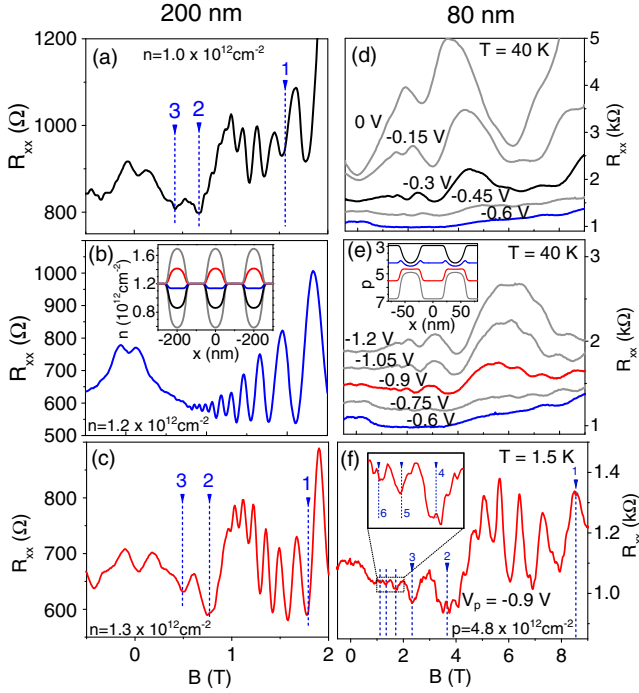 200 nm
80 nm
(a)
n=1.0 x 10¹²cm⁻²
1
3
2
1200
1000
800
Rxx (Ω)
(d)
T = 40 K
0 V
-0.15 V
-0.3 V
-0.45 V
-0.6 V
5
4
3
2
1
Rxx (kΩ)
(b)
1.6
1.2
0.8
n (10¹²cm⁻²)
-200
0
-200
x (nm)
1000
900
800
700
600
500
Rxx (Ω)
n=1.2 x 10¹²cm⁻²
(e)
3
5
7
p
-50
0
50
x (nm)
T = 40 K
-1.2 V
-1.05 V
-0.9 V
-0.75 V
-0.6 V
3
2
1
Rxx (kΩ)
(c)
3
2
1
800
700
600
Rxx (Ω)
n=1.3 x 10¹²cm⁻²
0
1
2
B (T)
(f)
T = 1.5 K
4
6
5
3
2
1
1.4
1.2
1.0
Rxx (kΩ)
Vp = -0.9 V
p=4.8 x 10¹²cm⁻²
0
2
4
6
8
B (T)